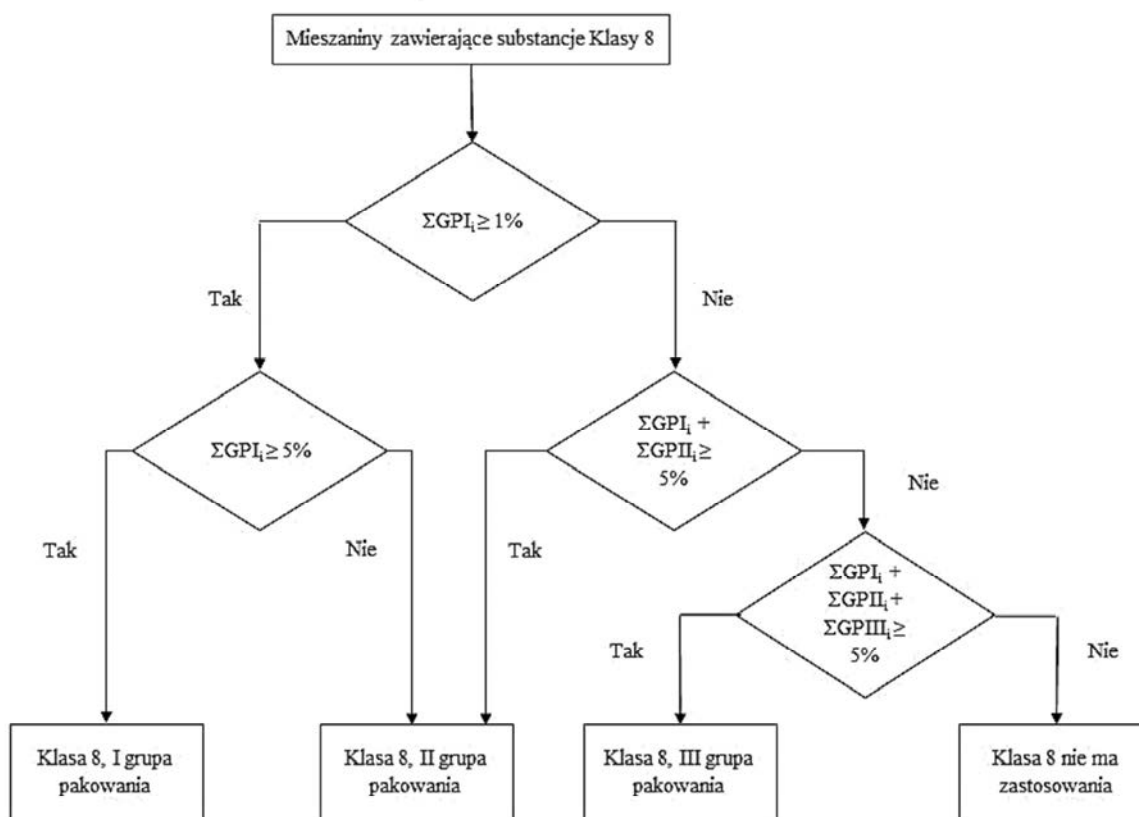 Mieszaniny zawierające substancje Klasy 8
ΣGPIᵢ ≥ 1%
Tak
Nie
ΣGPIᵢ ≥ 5%
ΣGPIᵢ +
ΣGPIIᵢ ≥
5%
Nie
Tak
Nie
Tak
ΣGPIᵢ +
ΣGPIIᵢ +
ΣGPIIIᵢ ≥
5%
Tak
Nie
Klasa 8, I grupa
pakowania
Klasa 8, II grupa
pakowania
Klasa 8, III grupa
pakowania
Klasa 8 nie ma
zastosowania